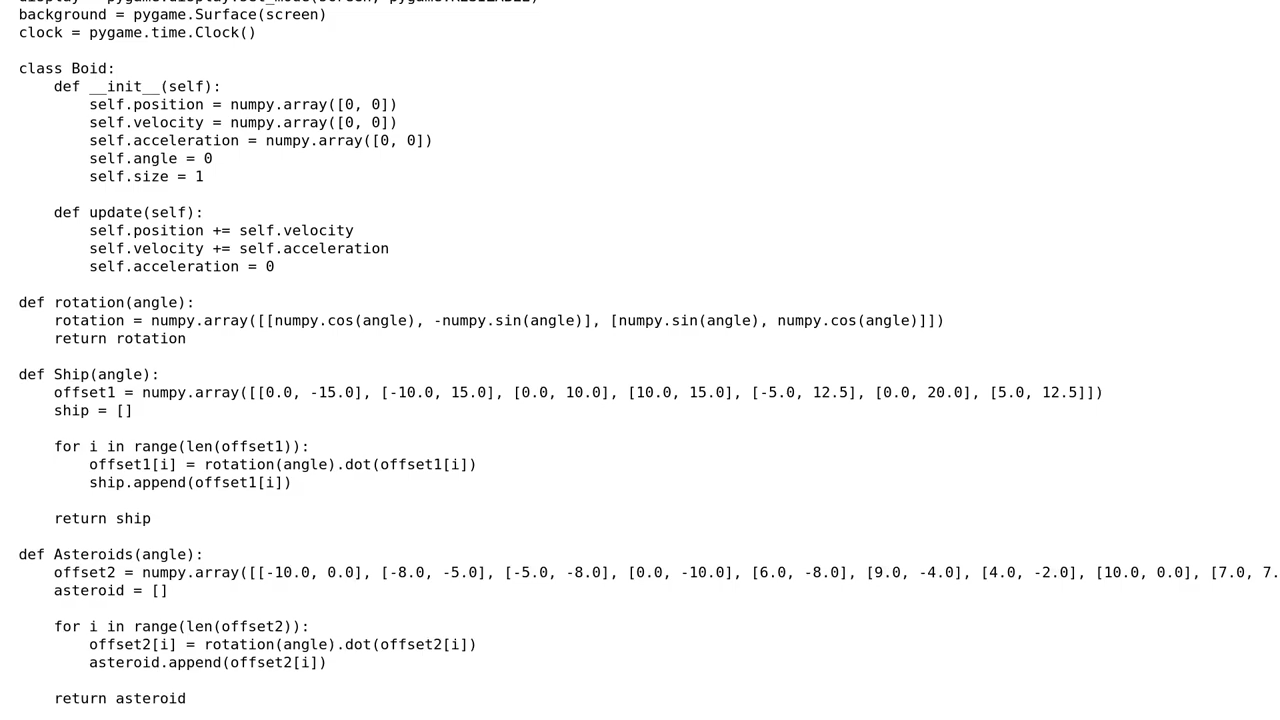 display = pygame.display.set_mode(screen, pygame.RESIZABLE)
background = pygame.Surface(screen)
clock = pygame.time.Clock()
class Boid:
    def __init__(self):
        self.position = numpy.array([0, 0])
        self.velocity = numpy.array([0, 0])
        self.acceleration = numpy.array([0, 0])
        self.angle = 0
        self.size = 1
    def update(self):
        self.position += self.velocity
        self.velocity += self.acceleration
        self.acceleration = 0
def rotation(angle):
    rotation = numpy.array([[numpy.cos(angle), -numpy.sin(angle)], [numpy.sin(angle), numpy.cos(angle)]])
    return rotation
def Ship(angle):
    offset1 = numpy.array([[0.0, -15.0], [-10.0, 15.0], [0.0, 10.0], [10.0, 15.0], [-5.0, 12.5], [0.0, 20.0], [5.0, 12.5]])
    ship = []
    for i in range(len(offset1)):
        offset1[i] = rotation(angle).dot(offset1[i])
        ship.append(offset1[i])
    return ship
def Asteroids(angle):
    offset2 = numpy.array([[-10.0, 0.0], [-8.0, -5.0], [-5.0, -8.0], [0.0, -10.0], [6.0, -8.0], [9.0, -4.0], [4.0, -2.0], [10.0, 0.0], [7.0, 7.
    asteroid = []
    for i in range(len(offset2)):
        offset2[i] = rotation(angle).dot(offset2[i])
        asteroid.append(offset2[i])
    return asteroid